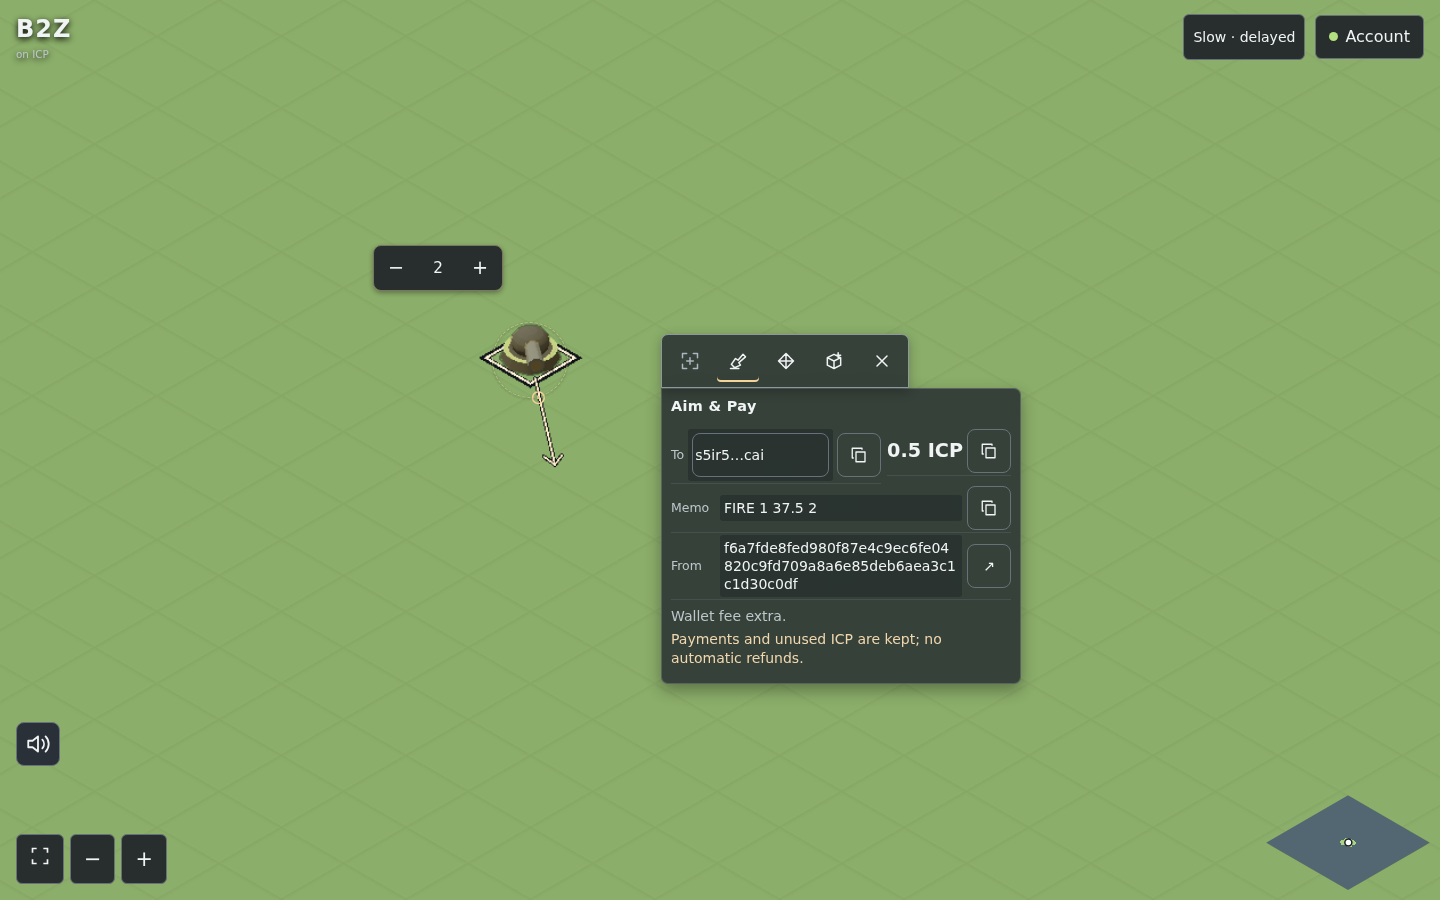 B2Z
on ICP
Slow · delayed
Account
− 2 +
Aim & Pay
To s5ir5...cai 0.5 ICP
Memo FIRE 1 37.5 2
From f6a7fde8fed980f87e4c9ec6fe04
820c9fd709a8a6e85deb6aea3c1
c1d30c0df
Wallet fee extra.
Payments and unused ICP are kept; no
automatic refunds.
− +